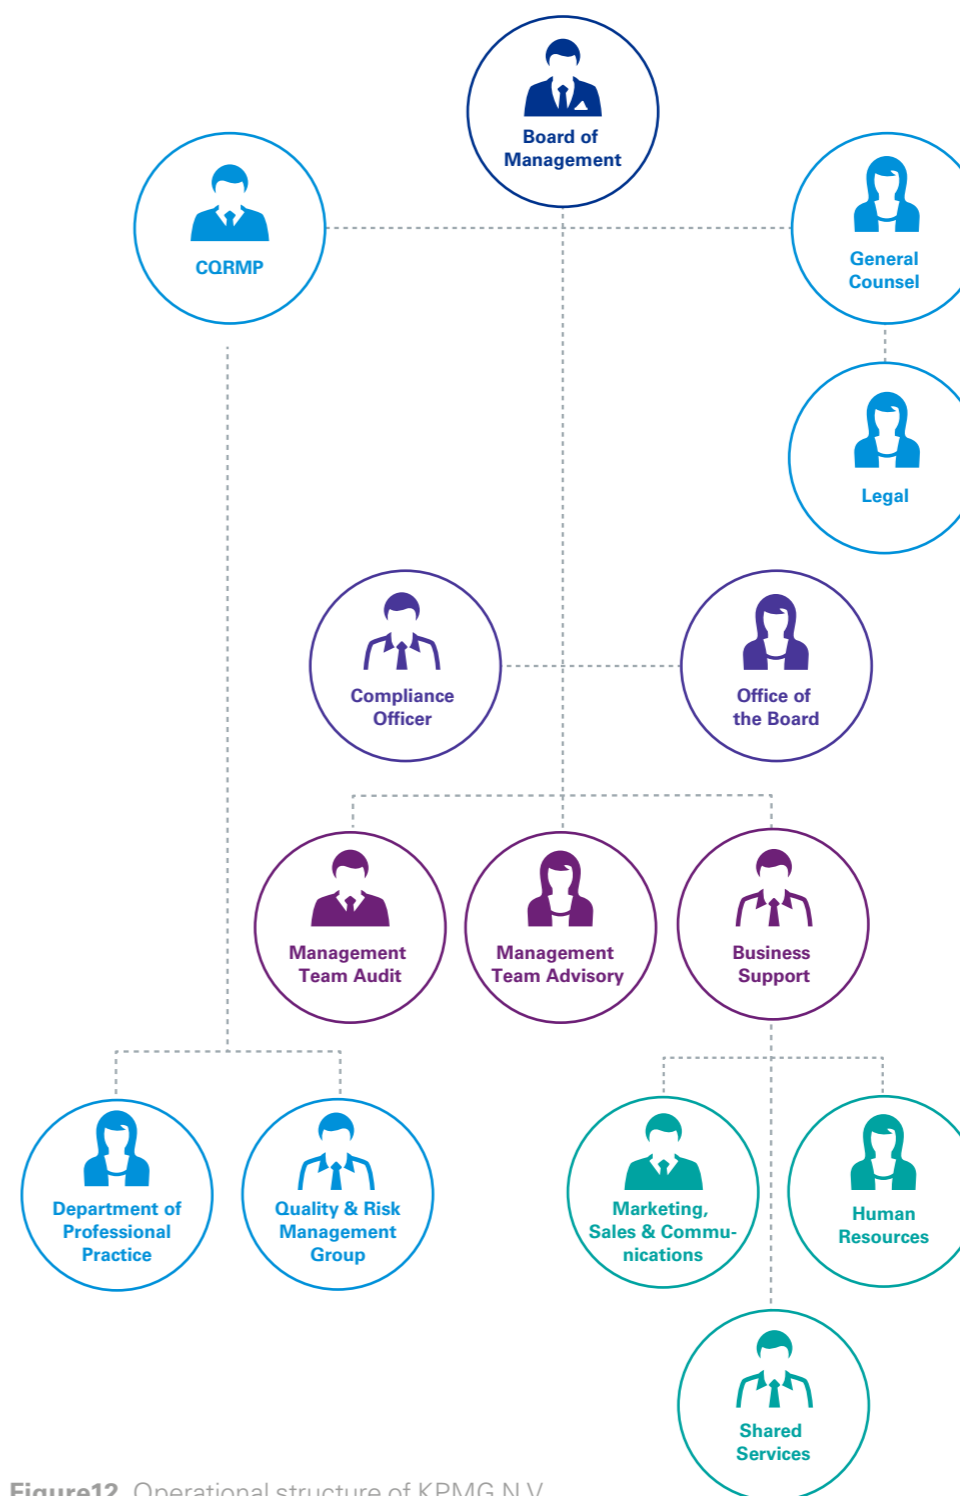 Board of
Management
CQRMP
General
Counsel
Legal
Compliance
Officer
Office of
the Board
Management
Team Audit
Management
Team Advisory
Business
Support
Department of
Professional
Practice
Quality & Risk
Management
Group
Marketing,
Sales & Commu-
nications
Human
Resources
Shared
Services
Figure12 Operational structure of KPMG N.V.